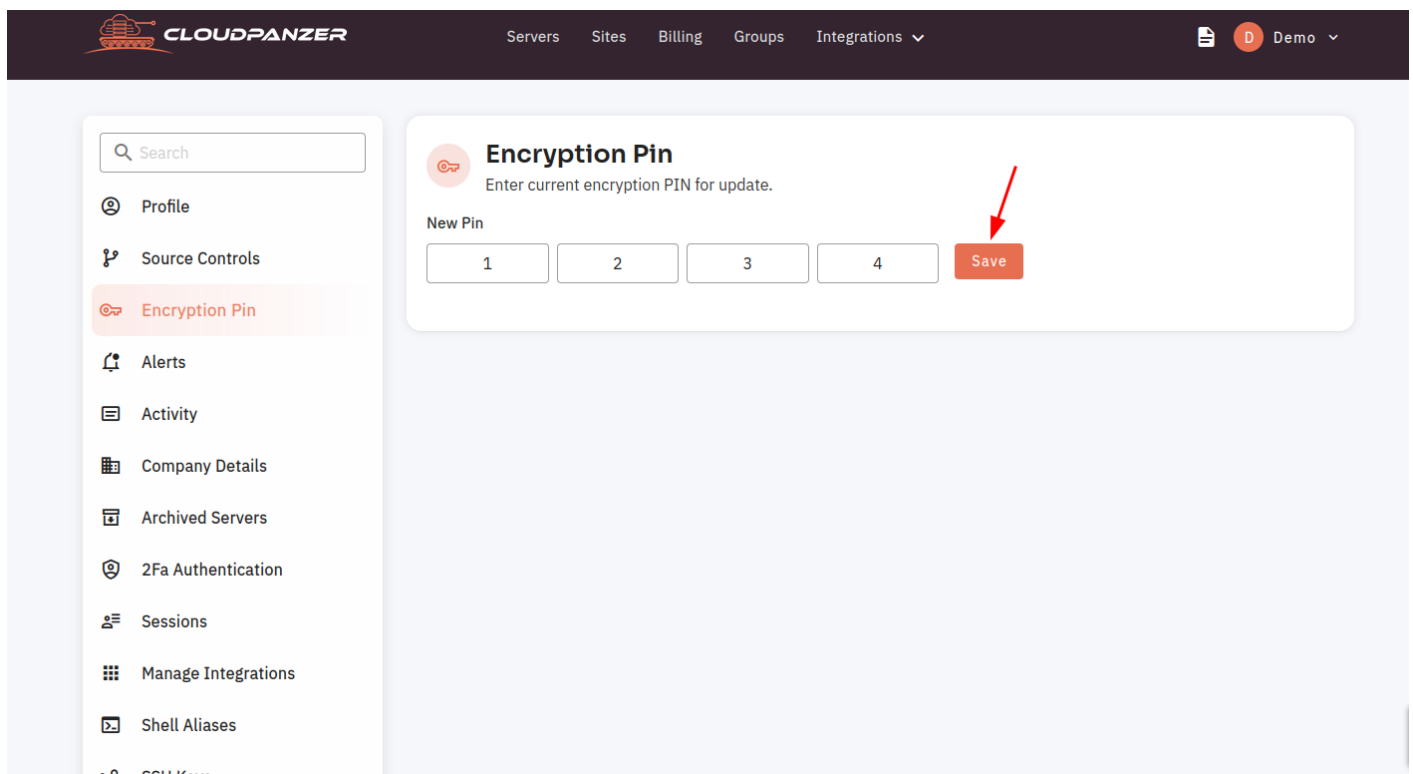 CLOUDPANZER
Servers Sites Billing Groups Integrations
D Demo
Search
Profile
Source Controls
Encryption Pin
Alerts
Activity
Company Details
Archived Servers
2Fa Authentication
Sessions
Manage Integrations
Shell Aliases
Encryption Pin
Enter current encryption PIN for update.
New Pin
1 2 3 4 Save